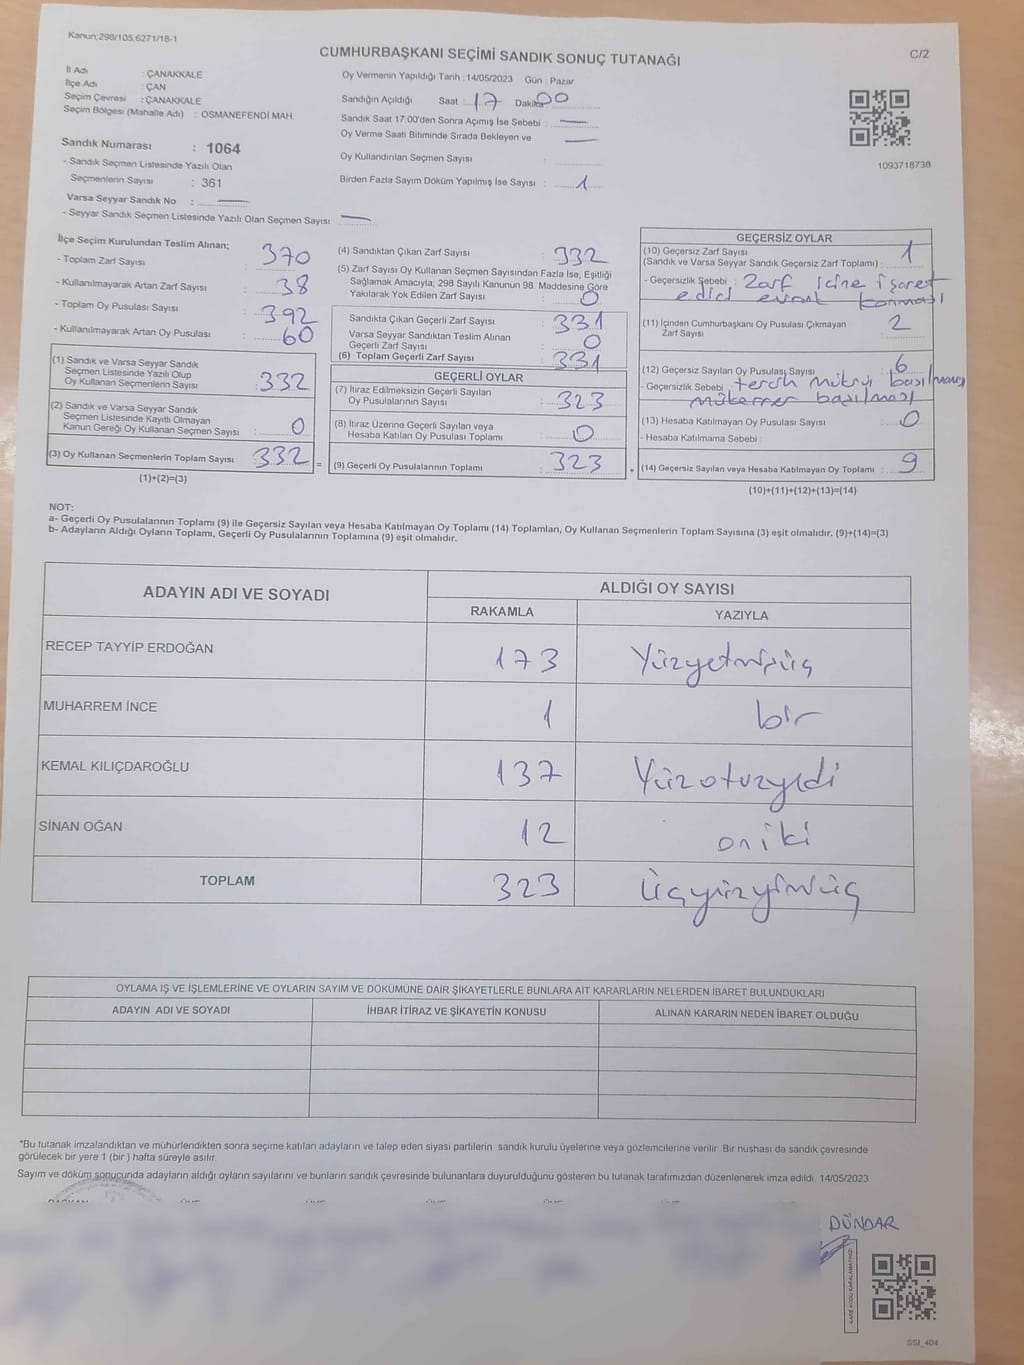 Kanun:298/105,6271/18-1
CUMHURBAŞKANI SEÇİMİ SANDIK SONUÇ TUTANAĞI
C/2
İl Adı : ÇANAKKALE
İlçe Adı : ÇAN
Seçim Çevresi : ÇANAKKALE
Seçim Bölgesi (Mahalle Adı) : OSMANEFENDİ MAH.
Sandık Numarası : 1064
- Sandık Seçmen Listesinde Yazılı Olan
Seçmenlerin Sayısı : 361
Varsa Seyyar Sandık No :
- Seyyar Sandık Seçmen Listesinde Yazılı Olan Seçmen Sayısı:
Oy Vermenin Yapıldığı Tarih : 14/05/2023 Gün : Pazar
Sandığın Açıldığı Saat : 17 Dakika 00
Sandık Saat 17:00'den Sonra Açımış İse Sebebi :
Oy Verme Saati Bitiminde Sırada Bekleyen ve
Oy Kullandırılan Seçmen Sayısı :
Birden Fazla Sayım Döküm Yapılmış İse Sayısı : 1
1093718738
İlçe Seçim Kurulundan Teslim Alınan;
- Toplam Zarf Sayısı : 370
- Kullanılmayarak Artan Zarf Sayısı : 38
- Toplam Oy Pusulası Sayısı : 392
- Kullanılmayarak Artan Oy Pusulası : 60
(1) Sandık ve Varsa Seyyar Sandık
Seçmen Listesinde Yazılı Olup
Oy Kullanan Seçmenlerin Sayısı : 332
(2) Sandık ve Varsa Seyyar Sandık
Seçmen Listesinde Kayıtlı Olmayan
Kanun Gereği Oy Kullanan Seçmen Sayısı : 0
(3) Oy Kullanan Seçmenlerin Toplam Sayısı : 332
(1)+(2)=(3)
=
(4) Sandıktan Çıkan Zarf Sayısı : 332
(5) Zarf Sayısı Oy Kullanan Seçmen Sayısından Fazla İse, Eşitliği
Sağlamak Amacıyla; 298 Sayılı Kanunun 98. Maddesine Göre
Yakılarak Yok Edilen Zarf Sayısı : 0
Sandıkta Çıkan Geçerli Zarf Sayısı : 331
Varsa Seyyar Sandıktan Teslim Alınan
Geçerli Zarf Sayısı : 0
(6) Toplam Geçerli Zarf Sayısı : 331
GEÇERLİ OYLAR
(7) İtiraz Edilmeksizin Geçerli Sayılan
Oy Pusulalarının Sayısı : 323
(8) İtiraz Üzerine Geçerli Sayılan veya
Hesaba Katılan Oy Pusulaları Toplamı : 0
(9) Geçerli Oy Pusulalarının Toplamı : 323
+
GEÇERSİZ OYLAR
(10) Geçersiz Zarf Sayısı
(Sandık ve Varsa Seyyar Sandık Geçersiz Zarf Toplamı) : 1
- Geçersizlik Sebebi : Zarf içine işaret
edici evrak konması
(11) İçinden Cumhurbaşkanı Oy Pusulası Çıkmayan
Zarf Sayısı : 2
(12) Geçersiz Sayılan Oy Pusulası Sayısı : 6
- Geçersizlik Sebebi : tercih mührü basılmaması
mükerrer basılması
(13) Hesaba Katılmayan Oy Pusulası Sayısı : 0
- Hesaba Katılmama Sebebi :
(14) Geçersiz Sayılan veya Hesaba Katılmayan Oy Toplamı : 9
(10)+(11)+(12)+(13)=(14)
NOT:
a- Geçerli Oy Pusulalarının Toplamı (9) ile Geçersiz Sayılan veya Hesaba Katılmayan Oy Toplamı (14) Toplamları, Oy Kullanan Seçmenlerin Toplam Sayısına (3) eşit olmalıdır. (9)+(14)=(3)
b- Adayların Aldığı Oyların Toplamı, Geçerli Oy Pusulalarının Toplamına (9) eşit olmalıdır.
ADAYIN ADI VE SOYADI
ALDIĞI OY SAYISI
RAKAMLA YAZIYLA
RECEP TAYYİP ERDOĞAN 173 Yüzyetmişüç
MUHARREM İNCE 1 bir
KEMAL KILIÇDAROĞLU 137 Yüzotuzyedi
SİNAN OĞAN 12 oniki
TOPLAM 323 Üçyüzyirmiüç
OYLAMA İŞ VE İŞLEMLERİNE VE OYLARIN SAYIM VE DÖKÜMÜNE DAİR ŞİKAYETLERLE BUNLARA AİT KARARLARIN NELERDEN İBARET BULUNDUKLARI
ADAYIN ADI VE SOYADI İHBAR İTİRAZ VE ŞİKAYETİN KONUSU ALINAN KARARIN NEDEN İBARET OLDUĞU
*Bu tutanak imzalandıktan ve mühürlendikten sonra seçime katılan adayların ve talep eden siyasi partilerin sandık kurulu üyelerine veya gözlemcilerine verilir. Bir nushası da sandık çevresinde
görülecek bir yere 1 (bir ) hafta süreyle asılır.
Sayım ve döküm sonucunda adayların aldığı oyların sayılarını ve bunların sandık çevresinde bulunanlara duyurulduğunu gösteren bu tutanak tarafımızdan düzenlenerek imza edildi. 14/05/2023
DÜNDAR
KARE KODU KARALAMAYINIZ!
SSI_404